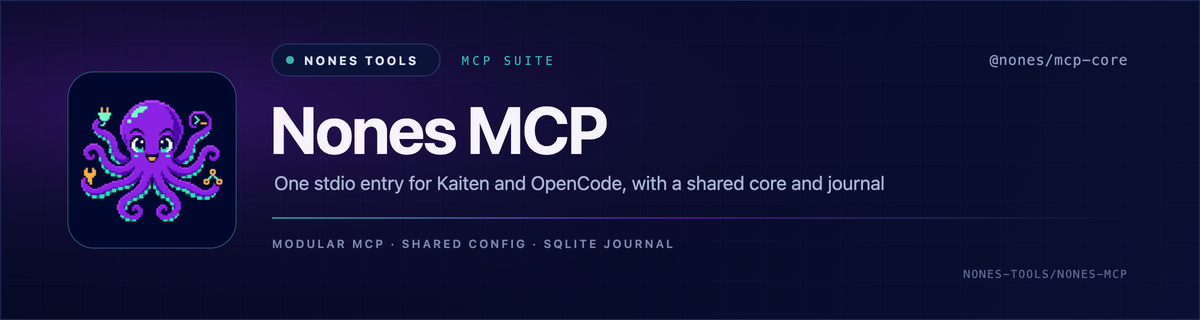 NONES TOOLS
MCP SUITE
@nones/mcp-core
Nones MCP
One stdio entry for Kaiten and OpenCode, with a shared core and journal
MODULAR MCP · SHARED CONFIG · SQLITE JOURNAL
NONES-TOOLS/NONES-MCP